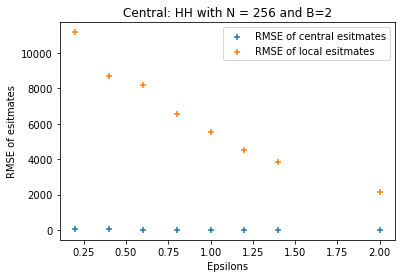 Central: HH with N = 256 and B=2
RMSE of central esitmates
RMSE of local esitmates
RMSE of esitmates
10000
8000
6000
4000
2000
0
0.25 0.50 0.75 1.00 1.25 1.50 1.75 2.00
Epsilons